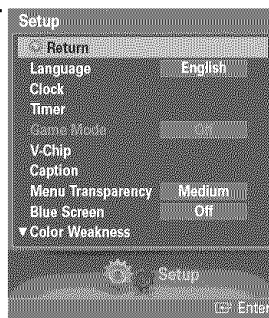 Setup
Return
Language English
Clock
Timer
Game Mode Off
V-Chip
Caption
Menu Transparency Medium
Blue Screen Off
▼Color Weakness
Setup
Enter